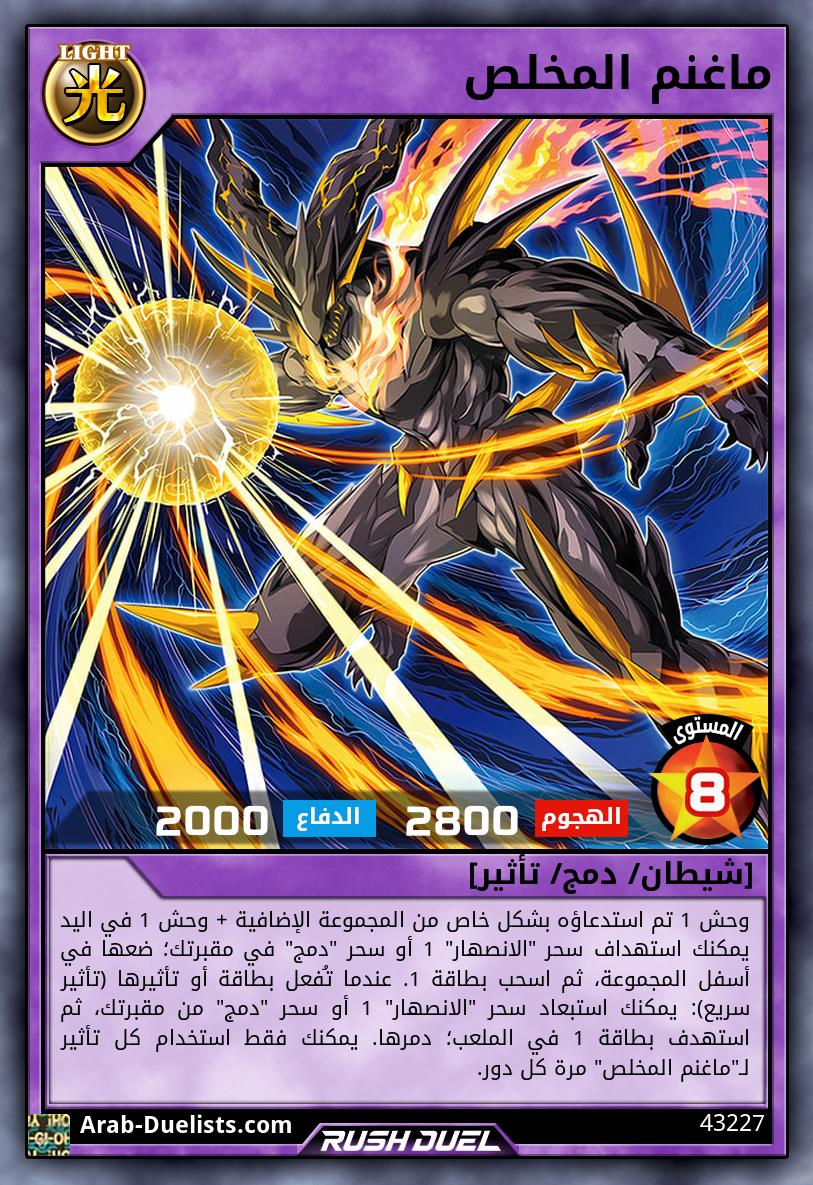 LIGHT
光
ماغنم المخلص
المستوى
8
الهجوم 2800 الدفاع 2000
[شيطان/ دمج/ تأثير]
وحش 1 تم استدعاؤه بشكل خاص من المجموعة الإضافية + وحش 1 في اليد
يمكنك استهداف سحر "الانصهار" 1 أو سحر "دمج" في مقبرتك؛ ضعها في
أسفل المجموعة، ثم اسحب بطاقة 1. عندما تُفعل بطاقة أو تأثيرها (تأثير
سريع): يمكنك استبعاد سحر "الانصهار" 1 أو سحر "دمج" من مقبرتك، ثم
استهدف بطاقة 1 في الملعب؛ دمرها. يمكنك فقط استخدام كل تأثير
لـ"ماغنم المخلص" مرة كل دور.
Arab-Duelists.com
RUSH DUEL
43227